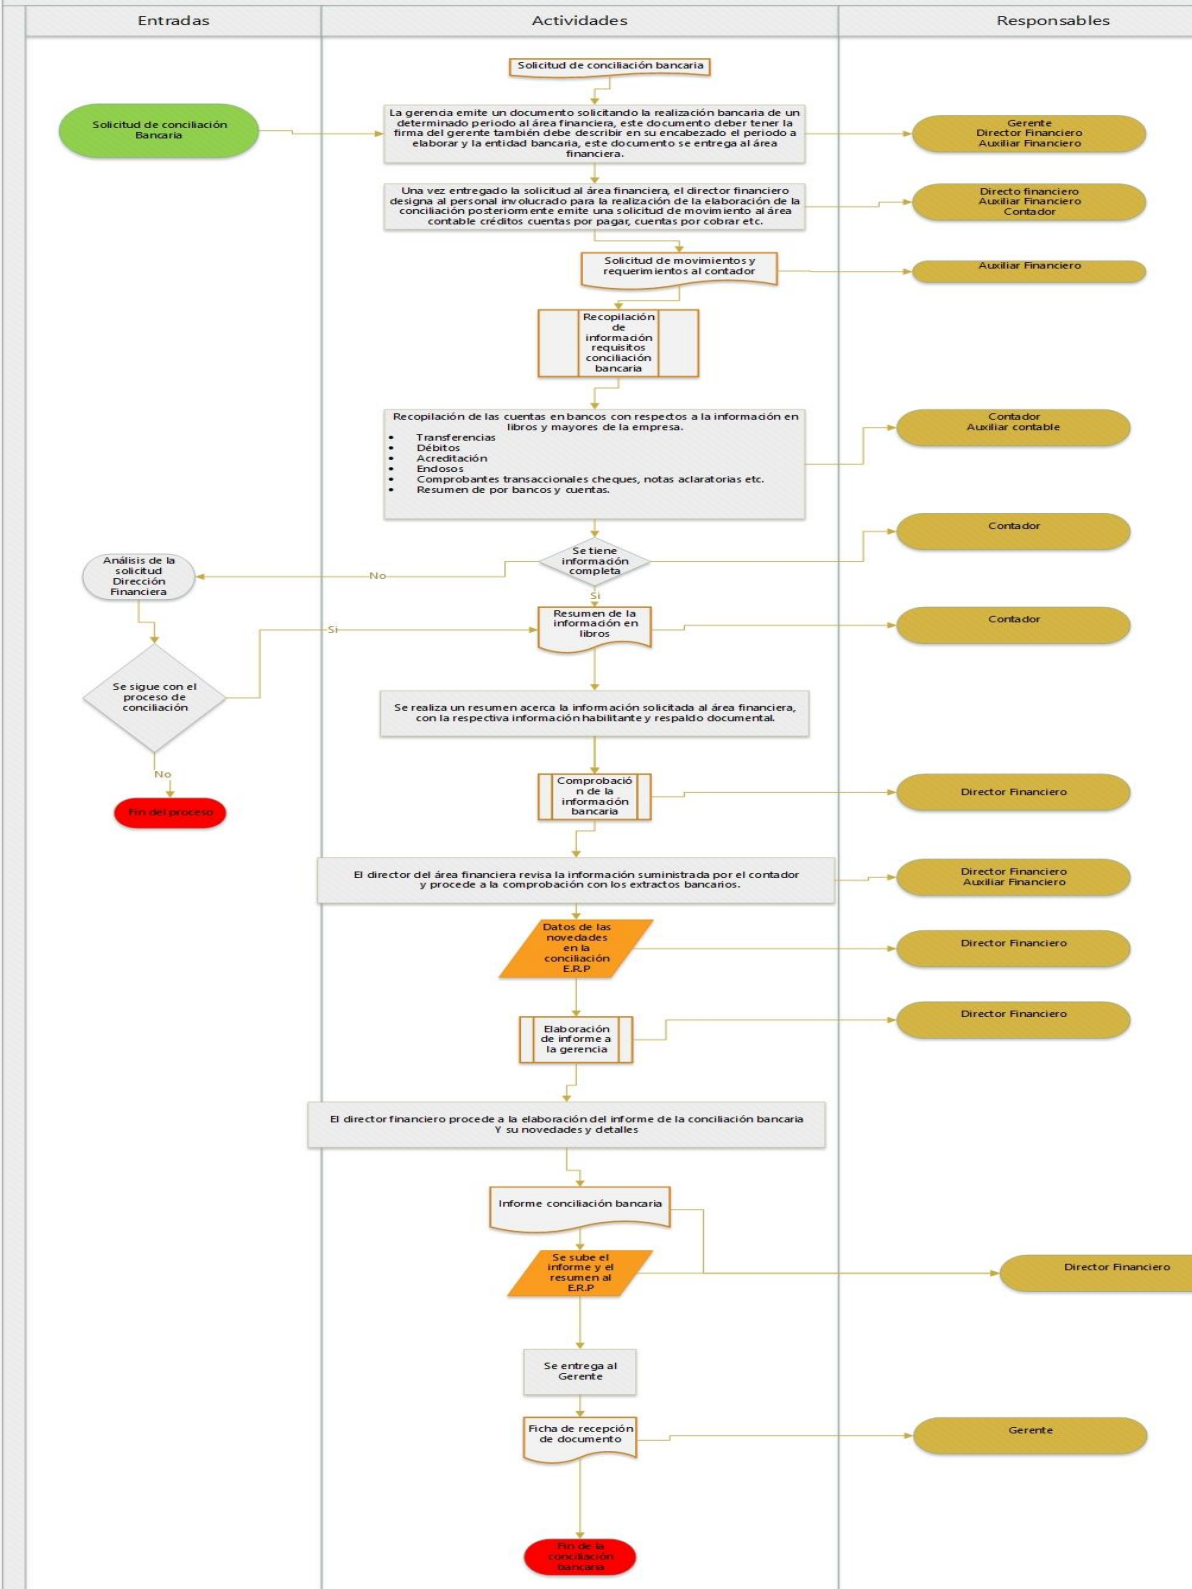 Entradas
Actividades
Responsables
Solicitud de conciliación bancaria
Solicitud de conciliación
Bancaria
La gerencia emite un documento solicitando la realización bancaria de un
determinado periodo al área financiera, este documento deber tener la
firma del gerente también debe describir en su encabezado el periodo a
elaborar y la entidad bancaria, este documento se entrega al área
financiera.
Gerente
Director Financiero
Auxiliar Financiero
Una vez entregado la solicitud al área financiera, el director financiero
designa al personal involucrado para la realización de la elaboración de la
conciliación posteriormente emite una solicitud de movimiento al área
contable créditos cuentas por pagar, cuentas por cobrar etc.
Directo financiero
Auxiliar Financiero
Contador
Solicitud de movimientos y
requerimientos al contador
Auxiliar Financiero
Recopilación
de
información
requisitos
conciliación
bancaria
Recopilación de las cuentas en bancos con respectos a la información en
libros y mayores de la empresa.
• Transferencias
• Débitos
• Acreditación
• Endosos
• Comprobantes transaccionales cheques, notas aclaratorias etc.
• Resumen de por bancos y cuentas.
Contador
Auxiliar contable
Se tiene
información
completa
Contador
No
Si
Análisis de la
solicitud
Dirección
Financiera
Resumen de la
información en
libros
Contador
Si
Se sigue con el
proceso de
conciliación
No
Fin del proceso
Se realiza un resumen acerca la información solicitada al área financiera,
con la respectiva información habilitante y respaldo documental.
Comprobació
n de la
información
bancaria
Director Financiero
El director del área financiera revisa la información suministrada por el contador
y procede a la comprobación con los extractos bancarios.
Director Financiero
Auxiliar Financiero
Datos de las
novedades
en la
conciliación
E.R.P
Director Financiero
Elaboración
de informe a
la gerencia
Director Financiero
El director financiero procede a la elaboración del informe de la conciliación bancaria
Y su novedades y detalles
Informe conciliación bancaria
Se sube el
informe y el
resumen al
E.R.P
Director Financiero
Se entrega al
Gerente
Ficha de recepción
de documento
Gerente
Fin de la
conciliación
bancaria